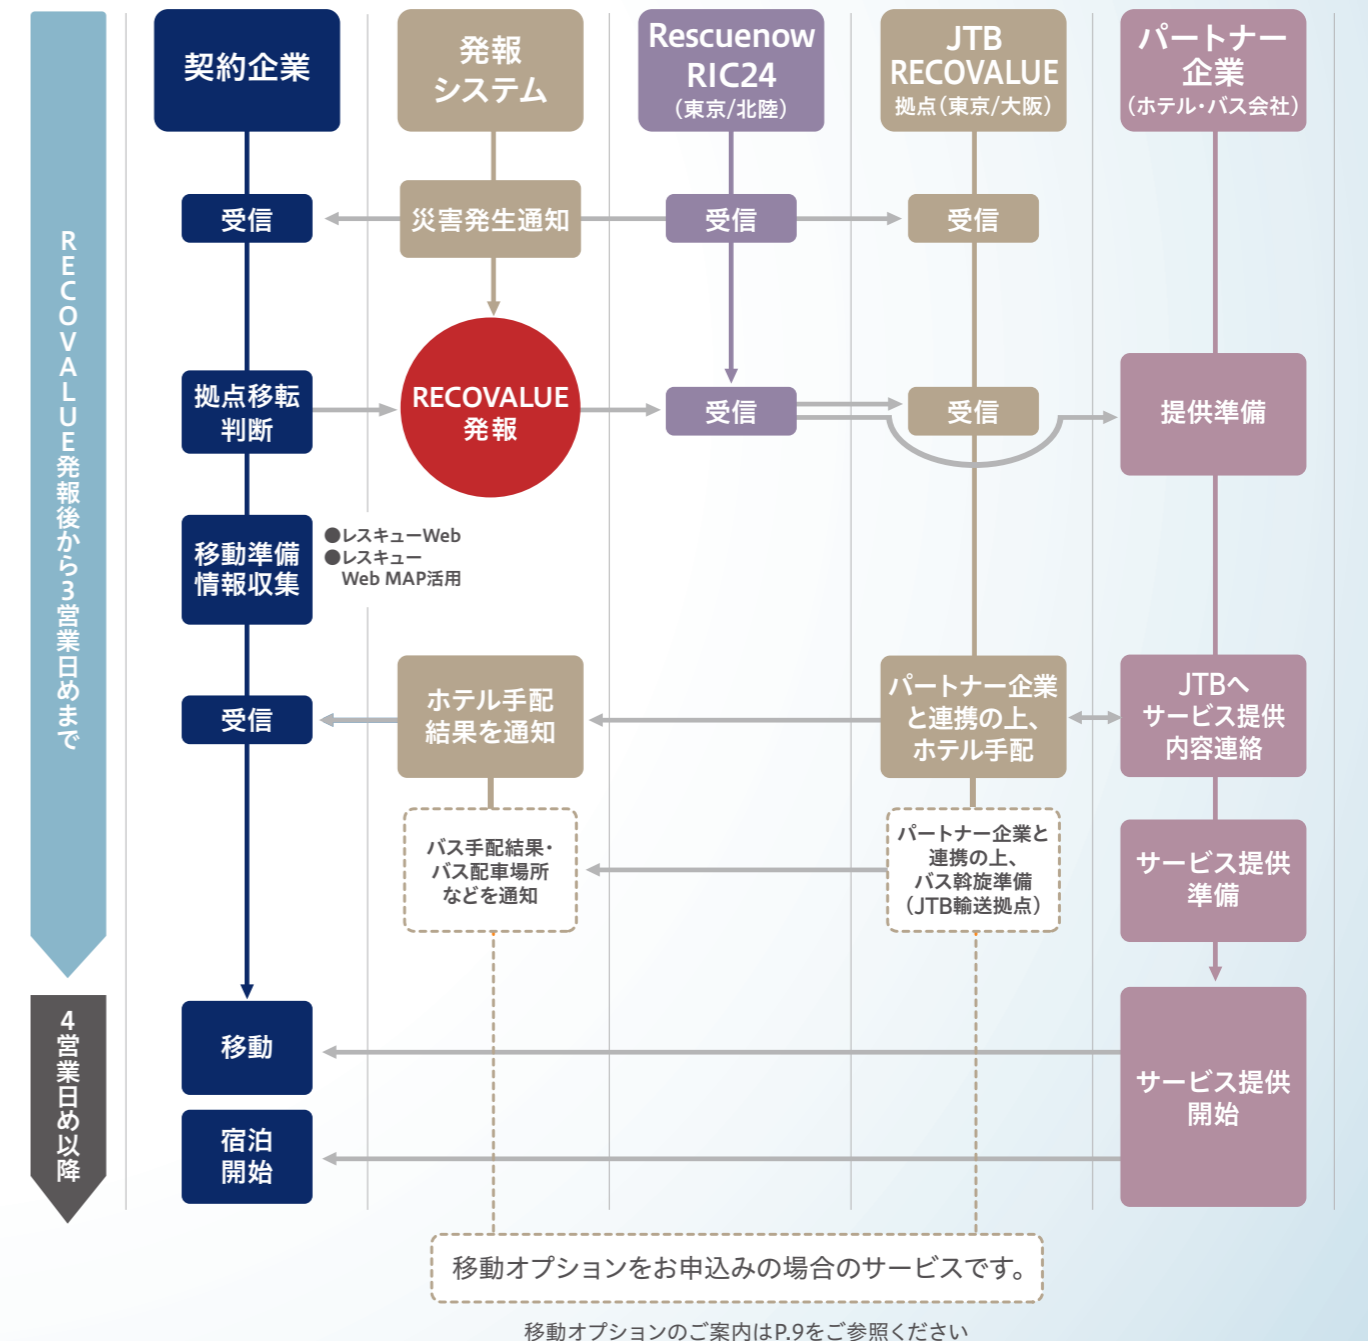 RECOVALUE発報後から3営業日めまで
4営業日め以降
契約企業
発報
システム
Rescuenow
RIC24
（東京/北陸）
JTB
RECOVALUE
拠点（東京/大阪）
パートナー
企業
（ホテル・バス会社）
受信
災害発生通知
受信
受信
拠点移転
判断
RECOVALUE
発報
受信
受信
提供準備
移動準備
情報収集
●レスキューWeb
●レスキュー
Web MAP活用
受信
ホテル手配
結果を通知
パートナー企業
と連携の上、
ホテル手配
JTBへ
サービス提供
内容連絡
バス手配結果・
バス配車場所
などを通知
パートナー企業と
連携の上、
バス斡旋準備
（JTB輸送拠点）
サービス提供
準備
移動
宿泊
開始
サービス提供
開始
移動オプションをお申込みの場合のサービスです。
移動オプションのご案内はP.9をご参照ください